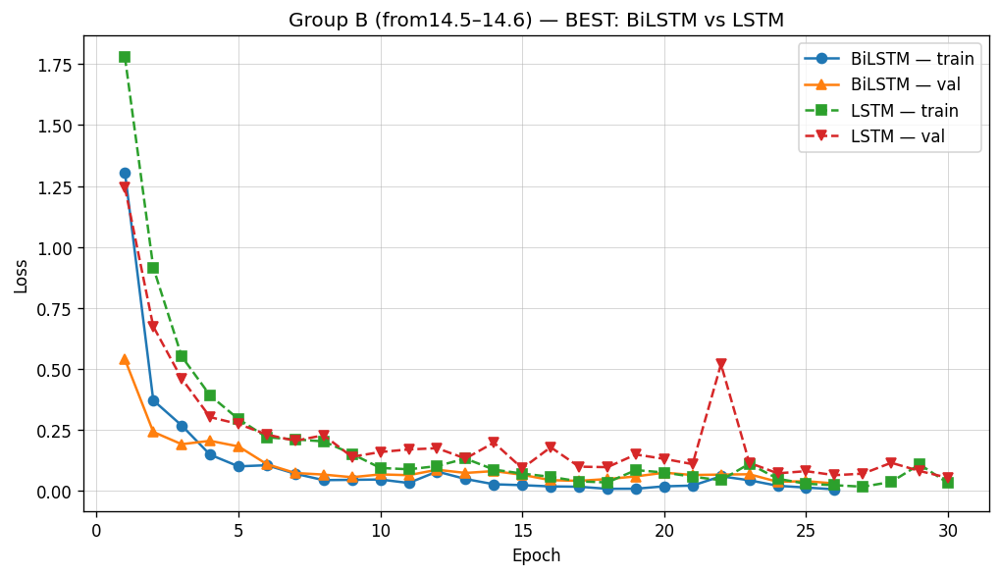 Group B (from14.5–14.6) — BEST: BiLSTM vs LSTM
BiLSTM — train
BiLSTM — val
LSTM — train
LSTM — val
Loss
1.75
1.50
1.25
1.00
0.75
0.50
0.25
0.00
0 5 10 15 20 25 30
Epoch